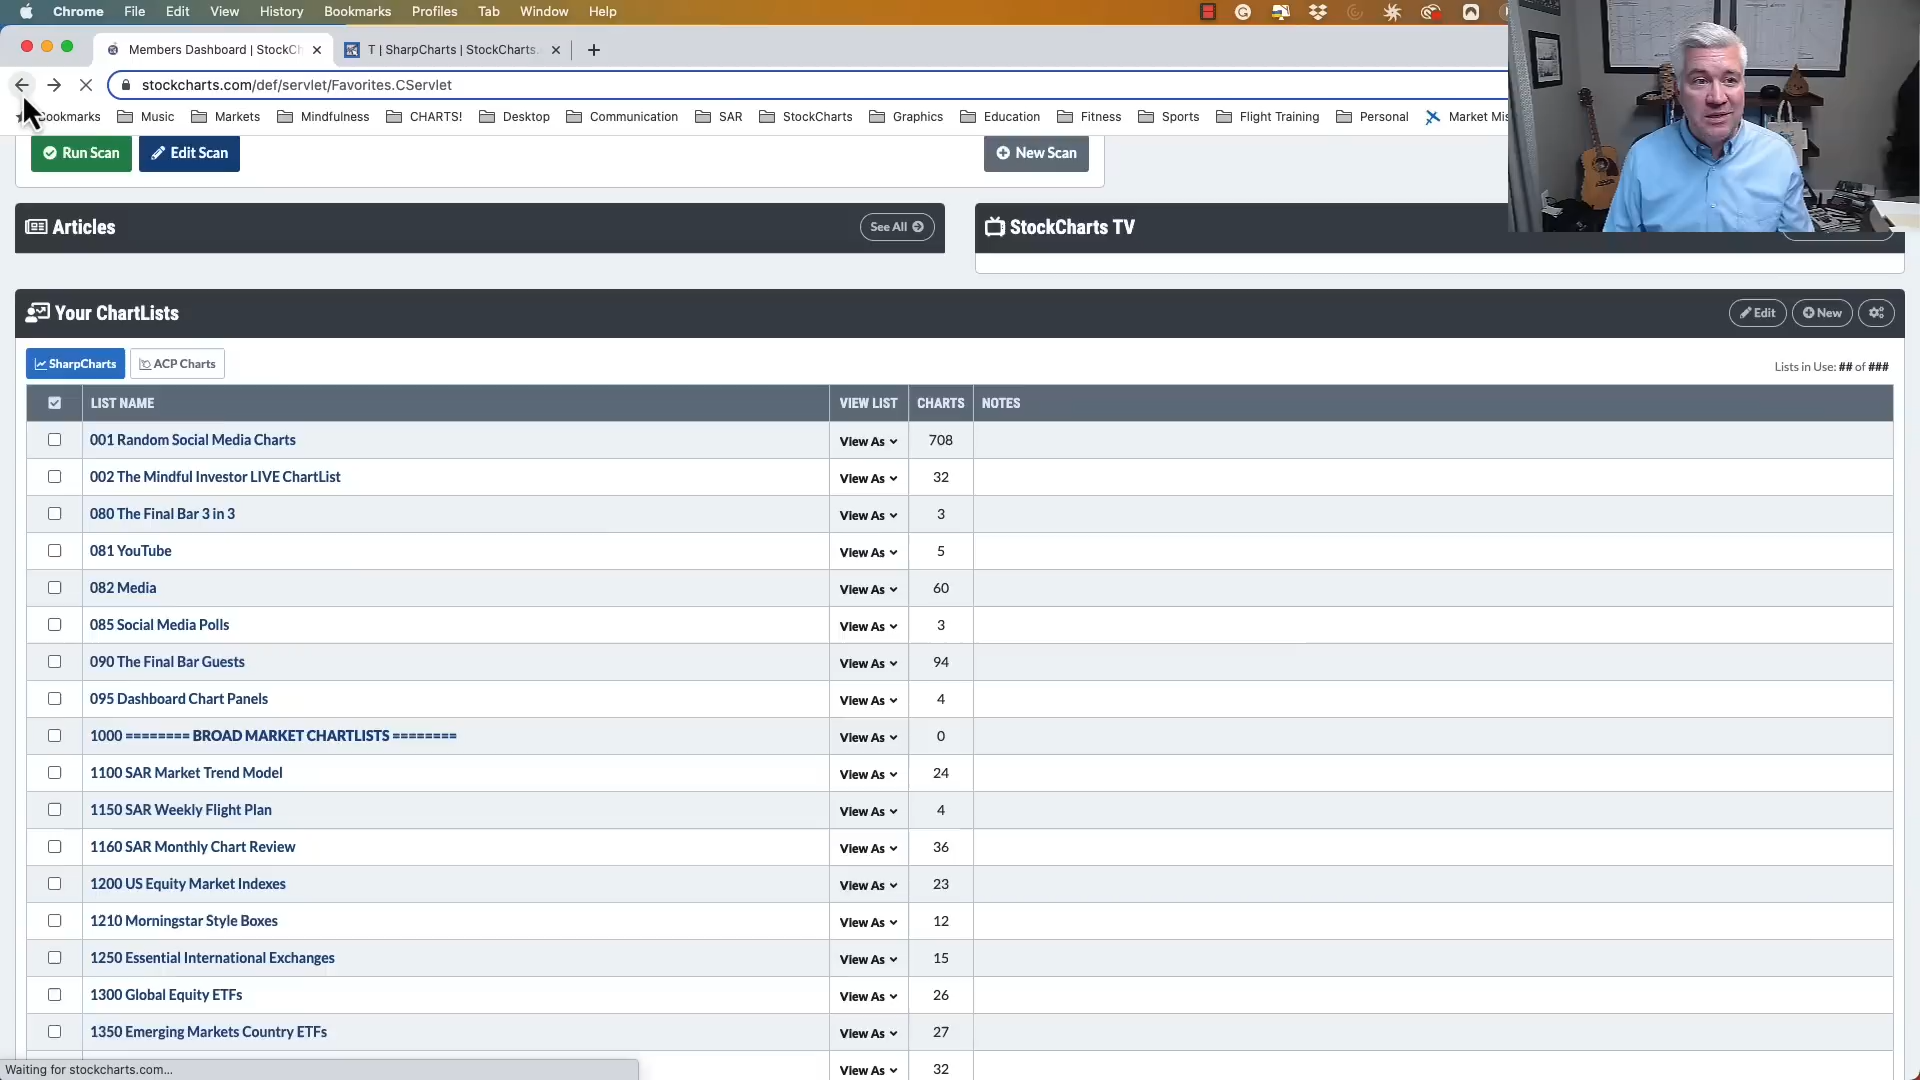 Chrome File Edit View History Bookmarks Profiles Tab Window Help
Members Dashboard | StockCh
T | SharpCharts | StockCharts.
stockcharts.com/def/servlet/Favorites.CServlet
ookmarks Music Markets Mindfulness CHARTS! Desktop Communication SAR StockCharts Graphics Education Fitness Sports Flight Training Personal Market Mis
Run Scan Edit Scan New Scan
Articles See All
StockCharts TV
Your ChartLists Edit New
SharpCharts ACP Charts Lists in Use: ## of ###
LIST NAME VIEW LIST CHARTS NOTES
001 Random Social Media Charts View As 708
002 The Mindful Investor LIVE ChartList View As 32
080 The Final Bar 3 in 3 View As 3
081 YouTube View As 5
082 Media View As 60
085 Social Media Polls View As 3
090 The Final Bar Guests View As 94
095 Dashboard Chart Panels View As 4
1000 ======== BROAD MARKET CHARTLISTS ======== View As 0
1100 SAR Market Trend Model View As 24
1150 SAR Weekly Flight Plan View As 4
1160 SAR Monthly Chart Review View As 36
1200 US Equity Market Indexes View As 23
1210 Morningstar Style Boxes View As 12
1250 Essential International Exchanges View As 15
1300 Global Equity ETFs View As 26
1350 Emerging Markets Country ETFs View As 27
View As 32
Waiting for stockcharts.com...